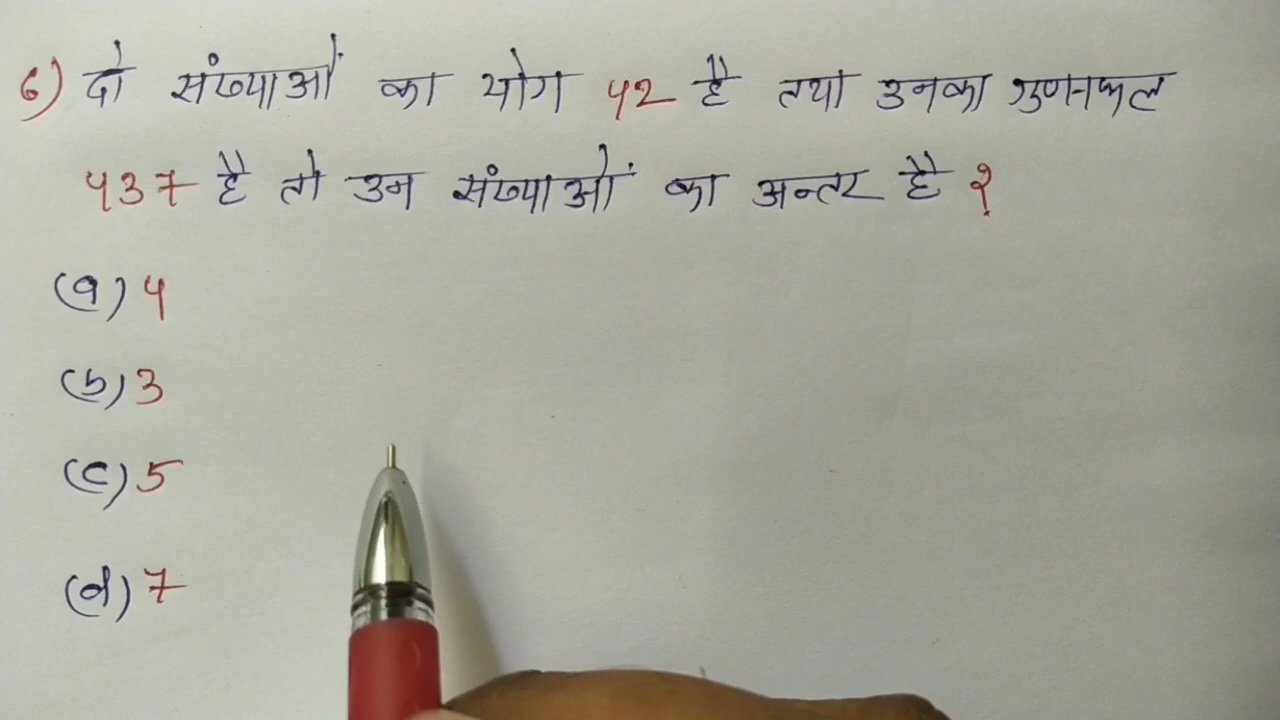 6) दो संख्याओं का योग 42 है तथा उनका गुणनफल
437 है तो उन संख्याओं का अन्तर है ?
(a) 4
(b) 3
(c) 5
(d) 7